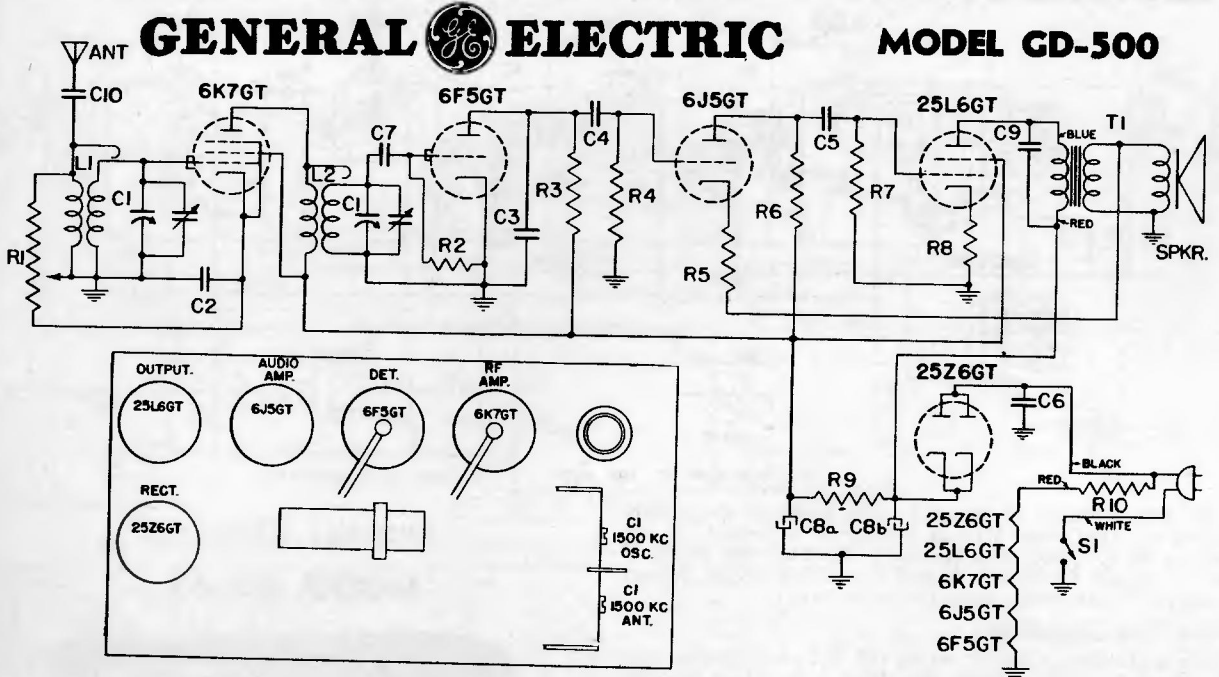 GENERAL GE ELECTRIC MODEL GD-500
ANT
C10
6K7GT
6F5GT
6J5GT
25L6GT
C7
C4
C5
C9
BLUE
T1
L1
L2
C1
C1
R3
R4
R6
R7
R1
C2
R2
C3
R5
R8
RED
SPKR.
OUTPUT.
25L6GT
AUDIO
AMP.
6J5GT
DET.
6F5GT
RF
AMP.
6K7GT
RECT.
25Z6GT
C1
1500 KC
OSC.
C1
1500 KC
ANT.
25Z6GT
C6
BLACK
R9
RED
R10
WHITE
C8a
C8b
S1
25Z6GT
25L6GT
6K7GT
6J5GT
6F5GT